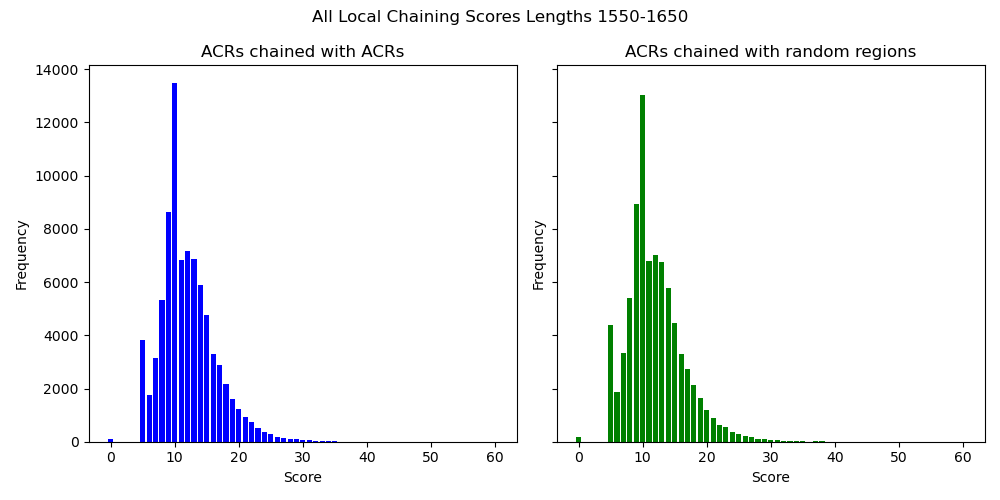 All Local Chaining Scores Lengths 1550-1650
ACRs chained with ACRs
ACRs chained with random regions
14000
12000
10000
8000
6000
4000
2000
0
Frequency
Frequency
0 10 20 30 40 50 60
0 10 20 30 40 50 60
Score
Score